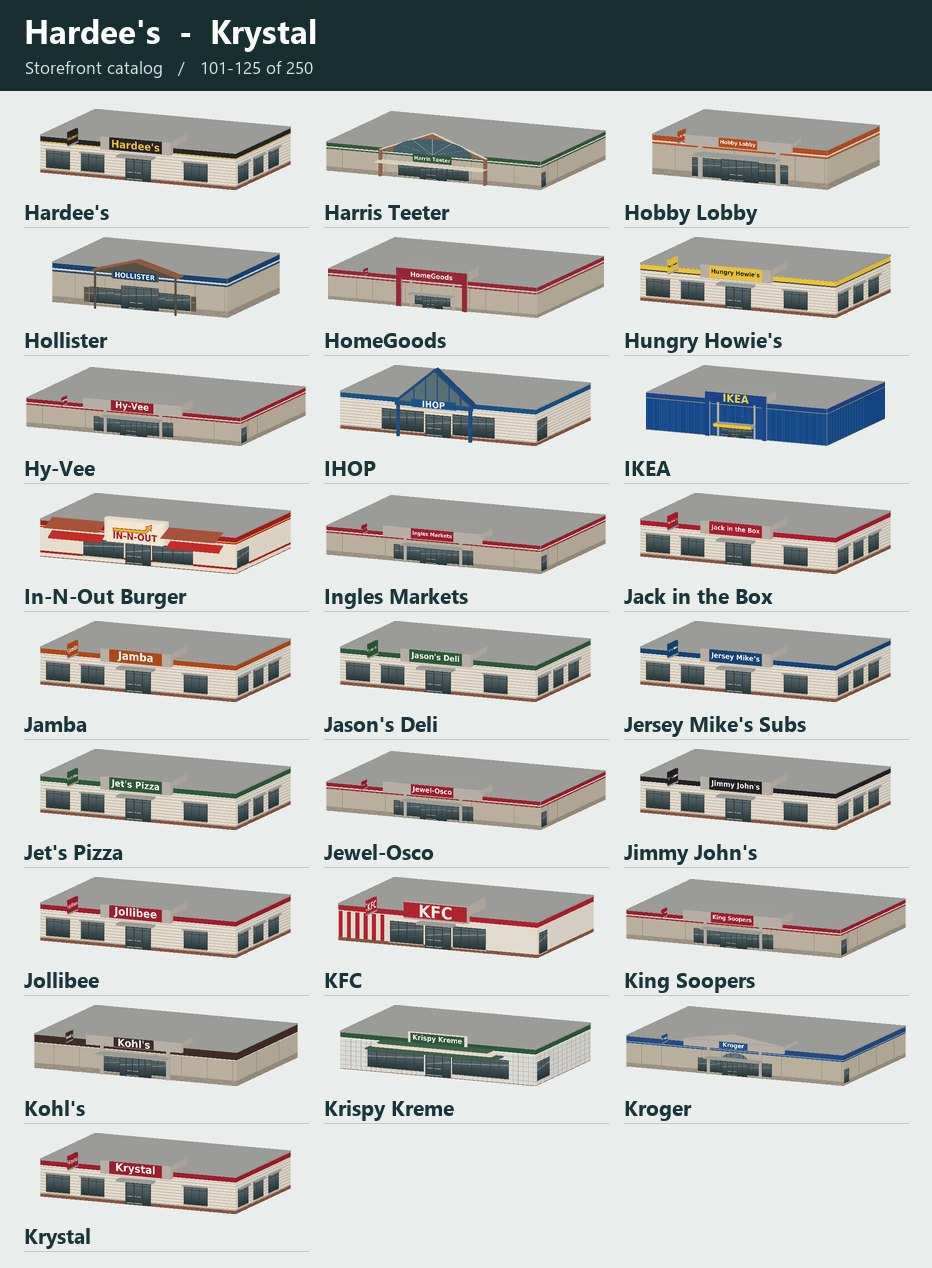 Hardee's - Krystal
Storefront catalog / 101-125 of 250
Hardee's
Harris Teeter
Hobby Lobby
Hardee's
Harris Teeter
Hobby Lobby
HOLLISTER
HomeGoods
Hungry Howie's
Hollister
HomeGoods
Hungry Howie's
Hy-Vee
IHOP
IKEA
Hy-Vee
IHOP
IKEA
IN-N-OUT
Ingles Markets
Jack in the Box
In-N-Out Burger
Ingles Markets
Jack in the Box
Jamba
Jason's Deli
Jersey Mike's
Jamba
Jason's Deli
Jersey Mike's Subs
Jet's Pizza
Jewel-Osco
Jimmy John's
Jet's Pizza
Jewel-Osco
Jimmy John's
Jollibee
KFC
KFC
King Soopers
Jollibee
KFC
King Soopers
Kohl's
Krispy Kreme
Kroger
Kohl's
Krispy Kreme
Kroger
Krystal
Krystal